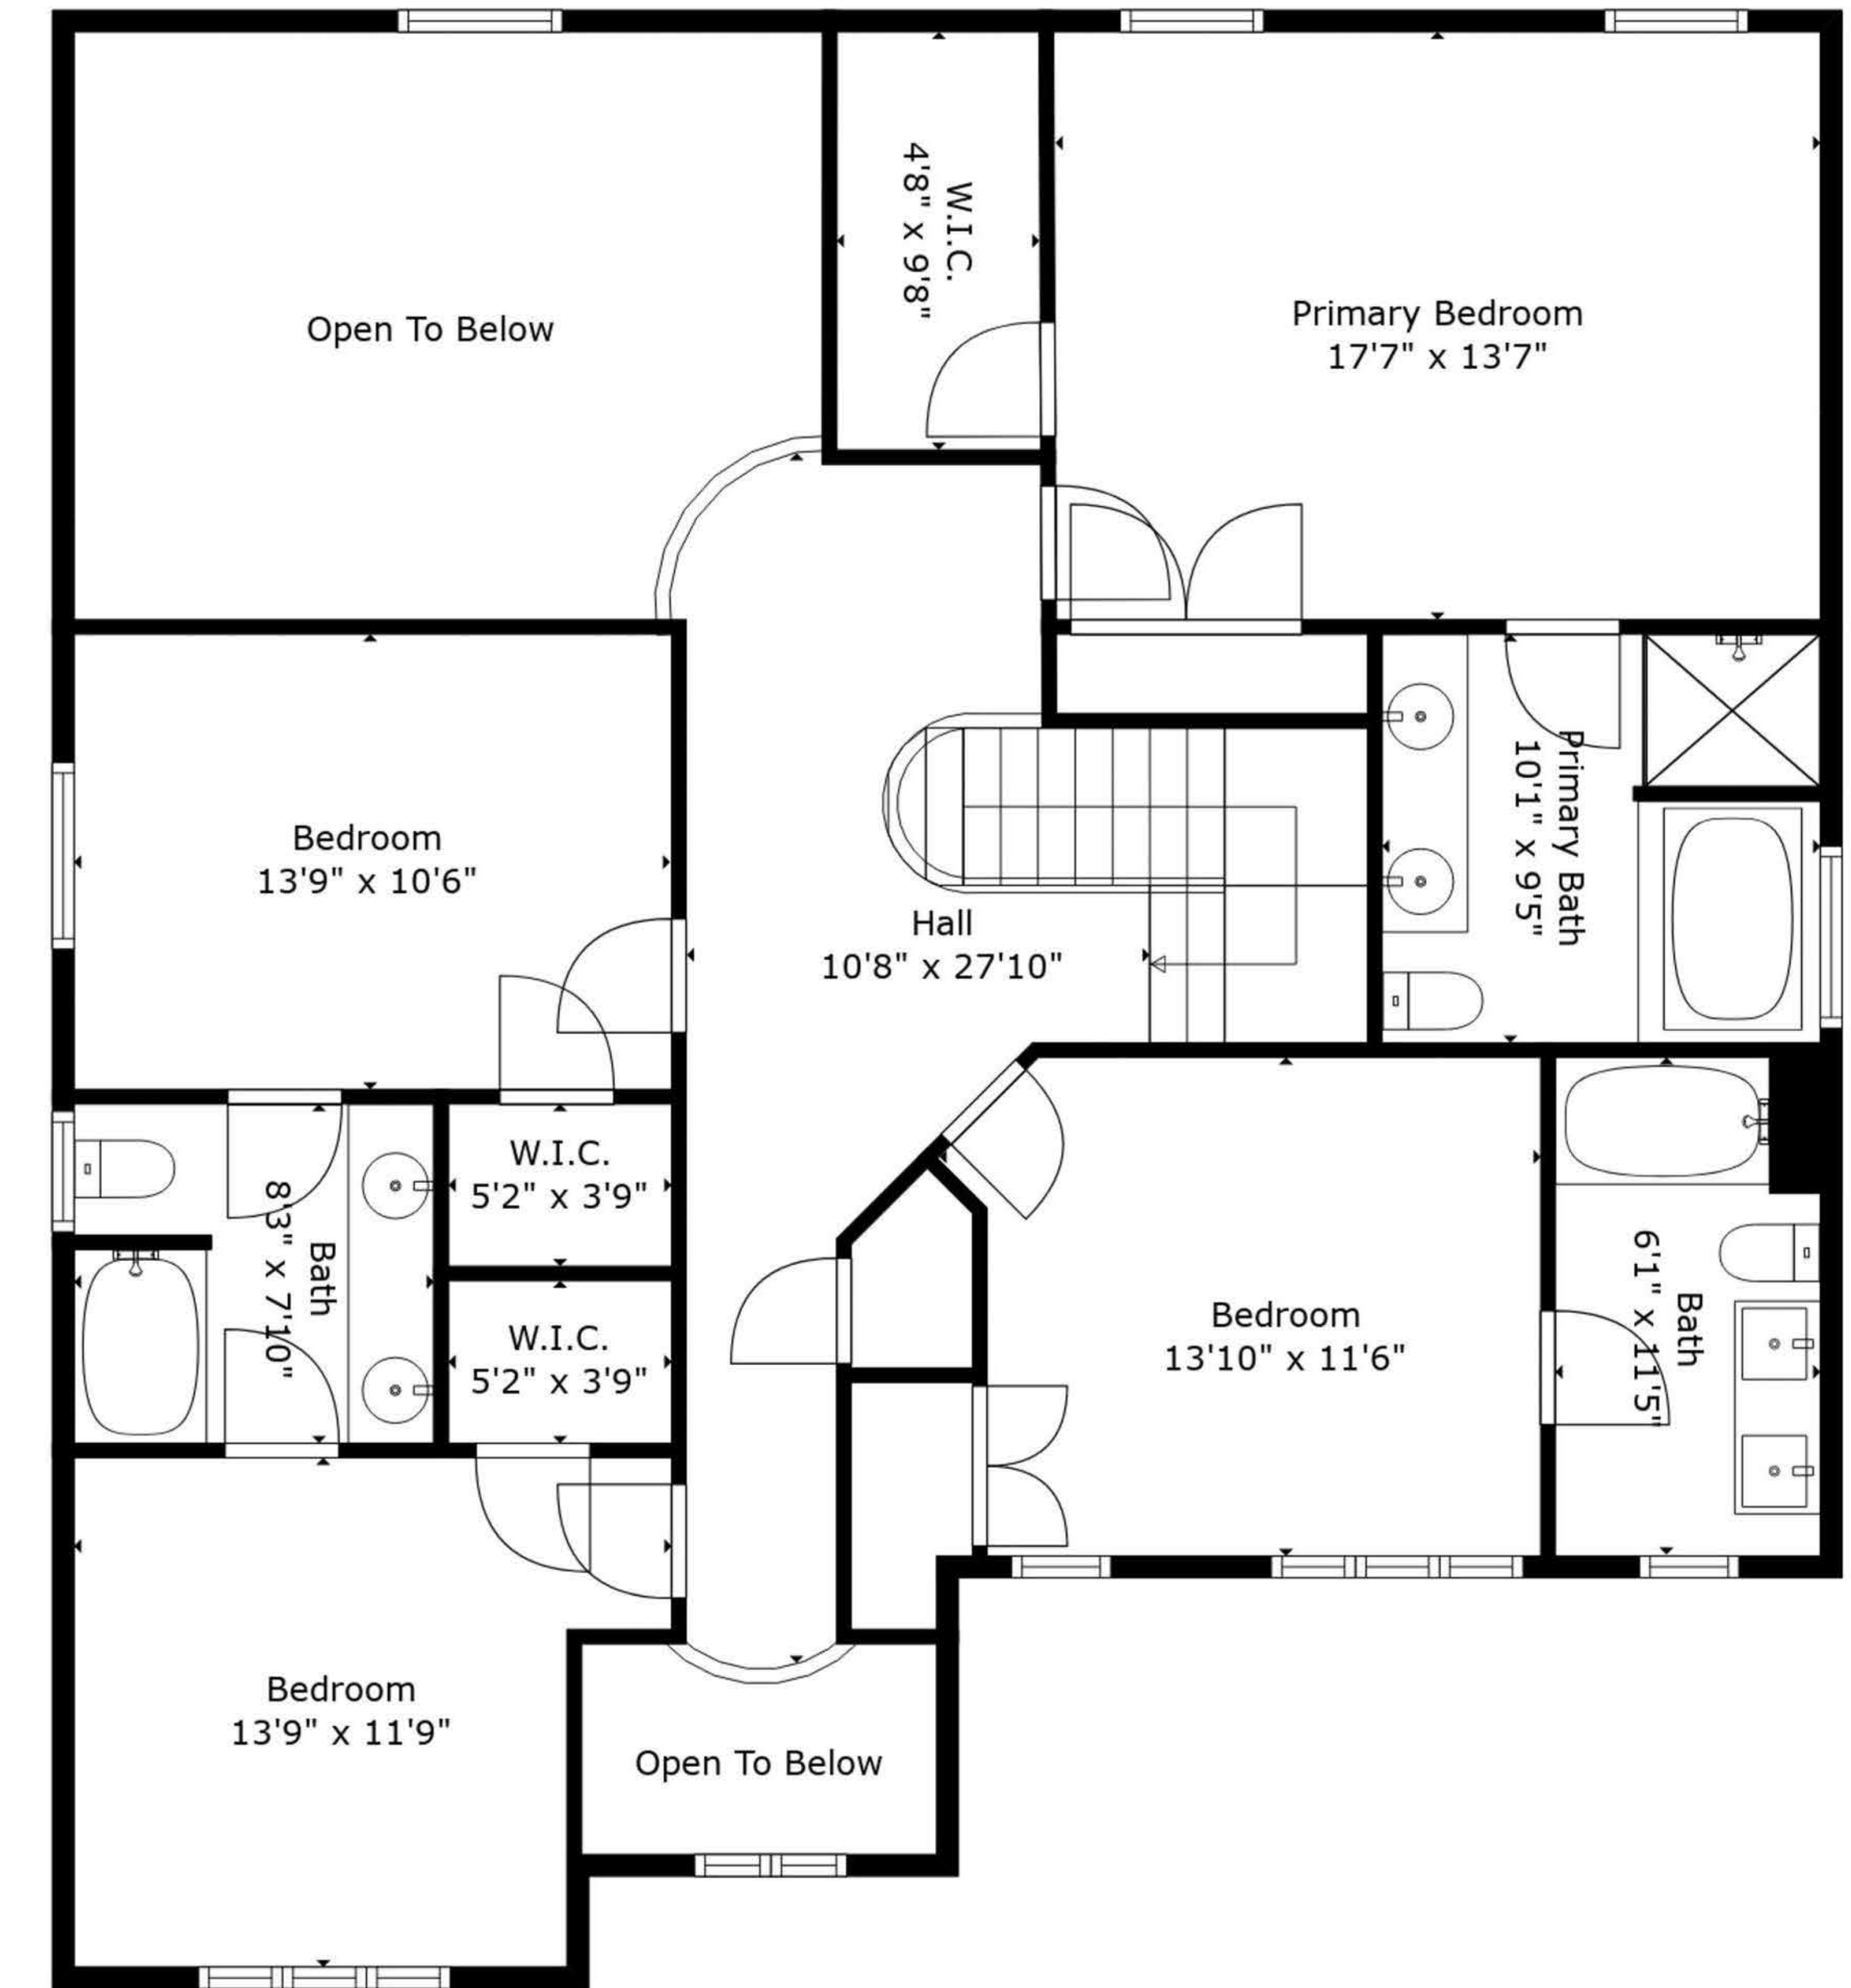 Open To Below
W.I.C.
4'8" x 9'8"
Primary Bedroom
17'7" x 13'7"
Bedroom
13'9" x 10'6"
Hall
10'8" x 27'10"
Primary Bath
10'1" x 9'5"
W.I.C.
5'2" x 3'9"
Bath
8'3" x 7'10"
W.I.C.
5'2" x 3'9"
Bedroom
13'10" x 11'6"
Bath
6'1" x 11'5"
Bedroom
13'9" x 11'9"
Open To Below